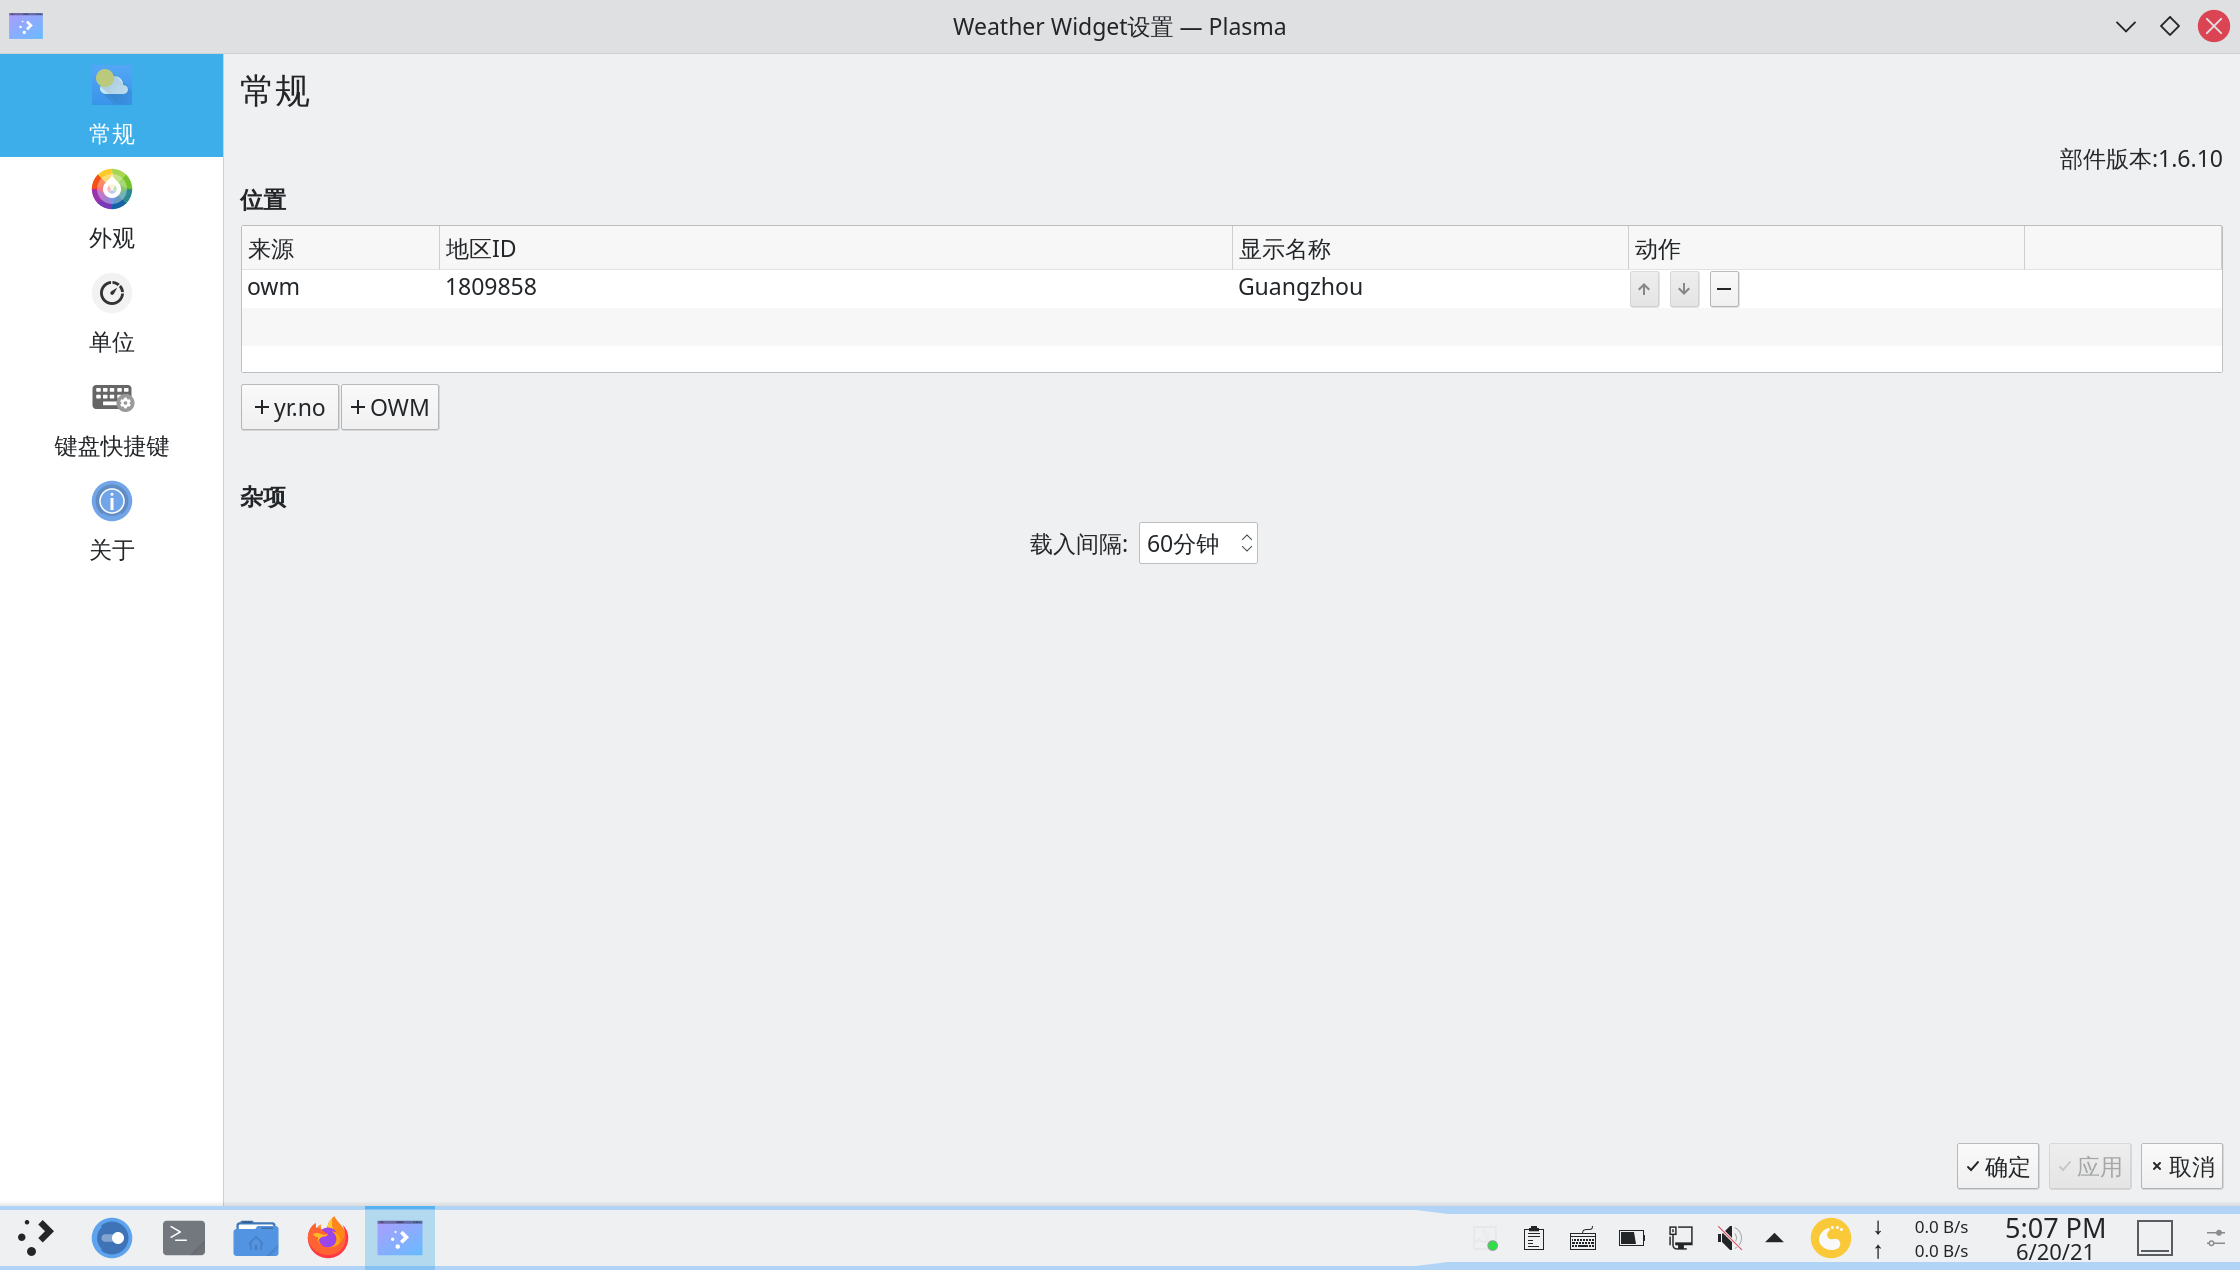 Weather Widget设置 — Plasma
常规
外观
单位
键盘快捷键
关于
常规
部件版本:1.6.10
位置
来源 地区ID 显示名称 动作
owm 1809858 Guangzhou
yr.no OWM
杂项
载入间隔: 60分钟
确定 应用 取消
0.0 B/s
0.0 B/s
5:07 PM
6/20/21